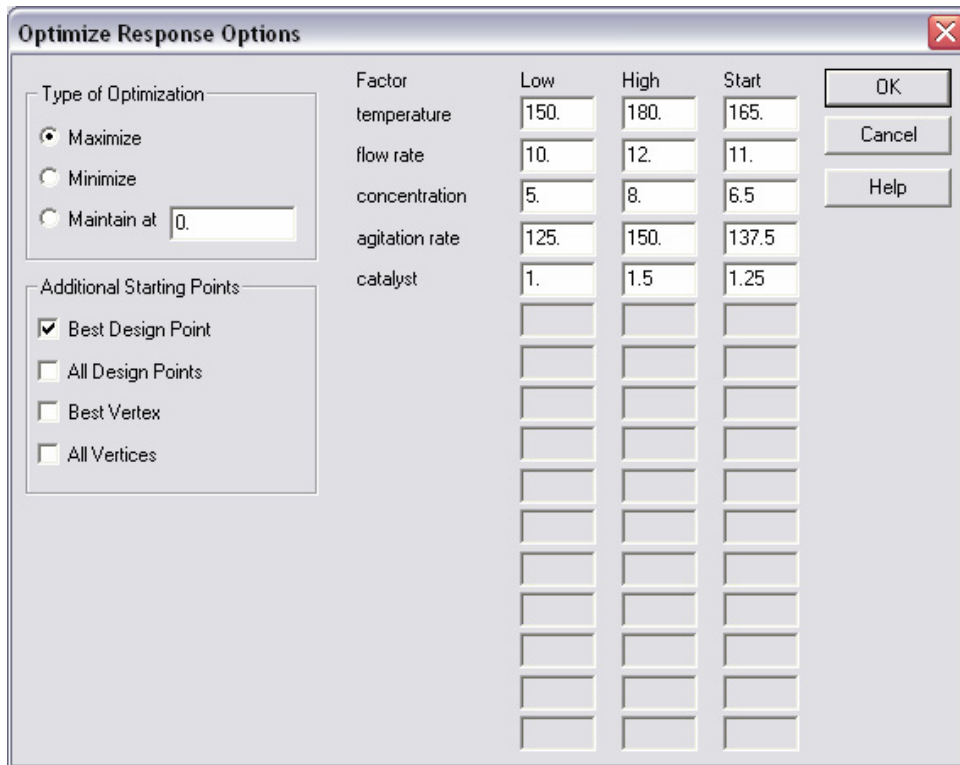 Optimize Response Options
Type of Optimization
Maximize
Minimize
Maintain at 0.
Additional Starting Points
Best Design Point
All Design Points
Best Vertex
All Vertices
Factor Low High Start
temperature 150. 180. 165.
flow rate 10. 12. 11.
concentration 5. 8. 6.5
agitation rate 125. 150. 137.5
catalyst 1. 1.5 1.25
OK
Cancel
Help